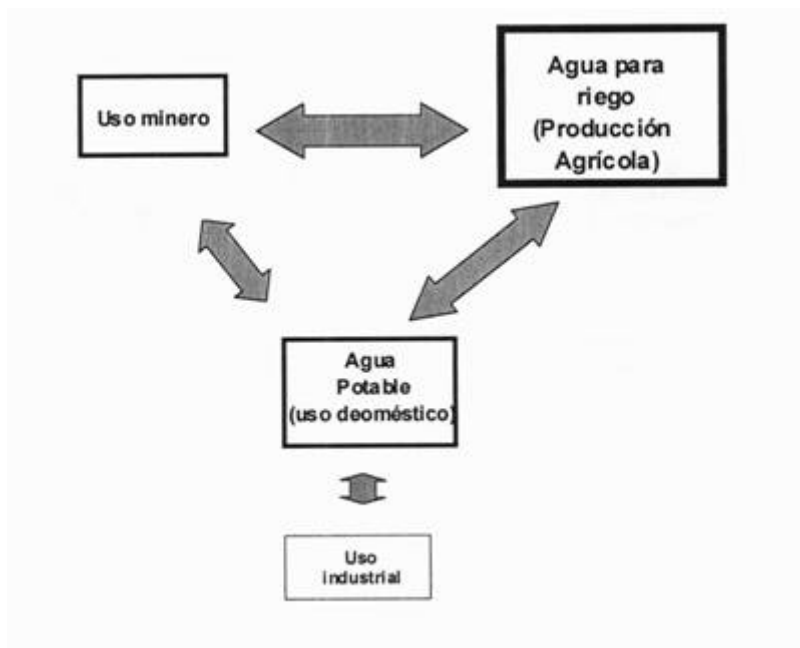 Uso minero
Agua para
riego
(Producción
Agrícola)
Agua
Potable
(uso deoméstico)
Uso
industrial